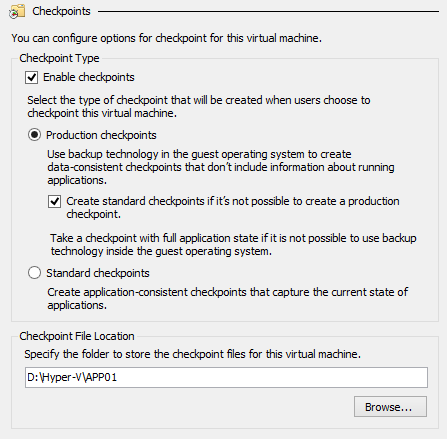 Checkpoints
You can configure options for checkpoint for this virtual machine.
Checkpoint Type
Enable checkpoints
Select the type of checkpoint that will be created when users choose to
checkpoint this virtual machine.
Production checkpoints
Use backup technology in the guest operating system to create
data-consistent checkpoints that don't include information about running
applications.
Create standard checkpoints if it's not possible to create a production
checkpoint.
Take a checkpoint with full application state if it is not possible to use backup
technology inside the guest operating system.
Standard checkpoints
Create application-consistent checkpoints that capture the current state of
applications.
Checkpoint File Location
Specify the folder to store the checkpoint files for this virtual machine.
D:\Hyper-V\APP01
Browse...